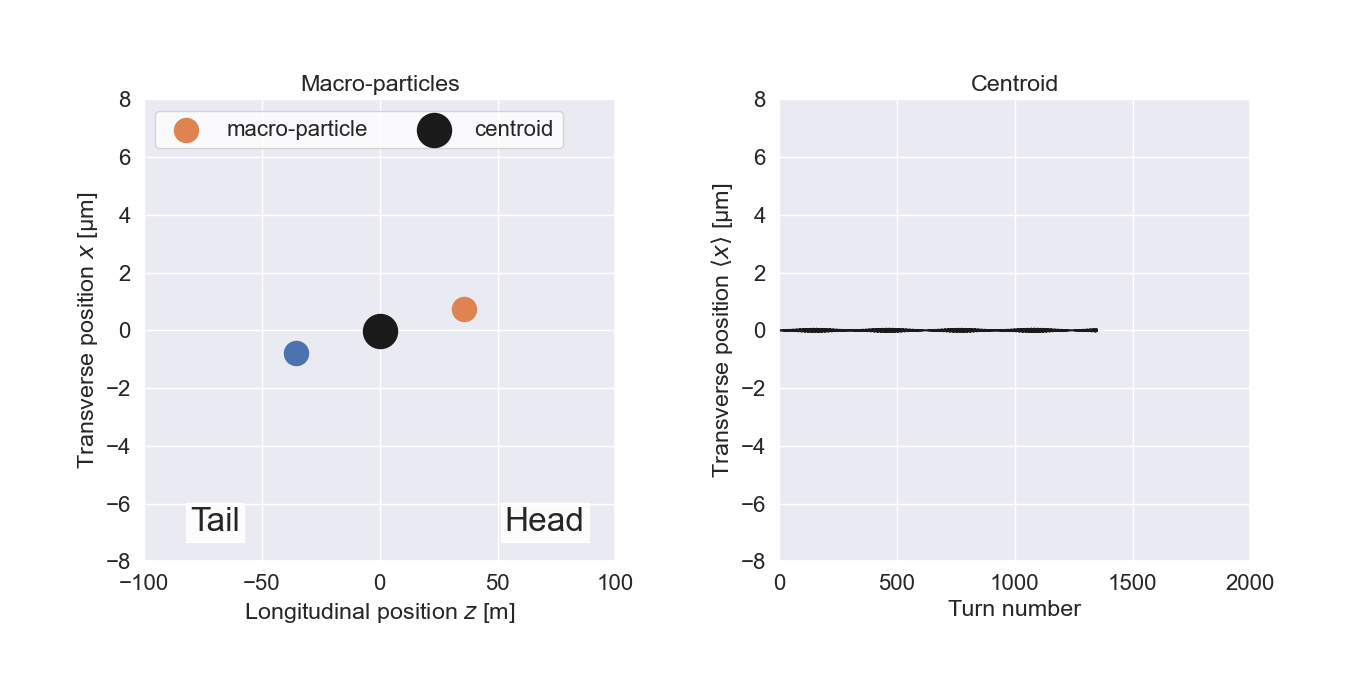 Macro-particles
macro-particle
centroid
8
6
4
2
0
−2
−4
−6
−8
Transverse position x [µm]
Tail
Head
−100
−50
0
50
100
Longitudinal position z [m]
Centroid
8
6
4
2
0
−2
−4
−6
−8
Transverse position ⟨x⟩ [µm]
0
500
1000
1500
2000
Turn number